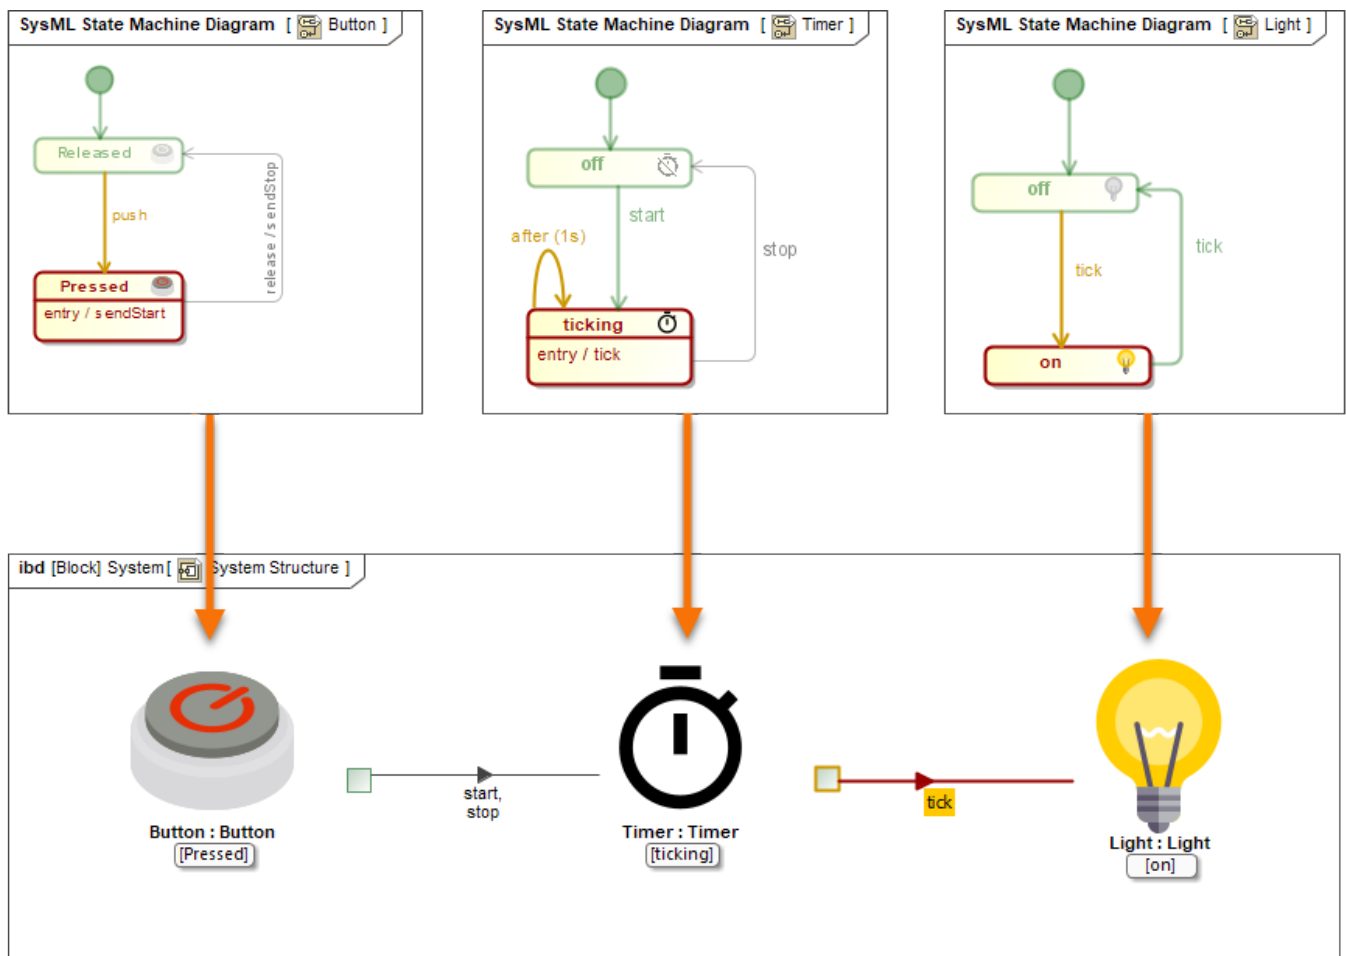 SysML State Machine Diagram [ Button ]
Released
push
release / sendStop
Pressed
entry / sendStart
SysML State Machine Diagram [ Timer ]
off
start
after (1s)
stop
ticking
entry / tick
SysML State Machine Diagram [ Light ]
off
tick
tick
on
ibd [Block] System[ System Structure ]
start,
stop
tick
Button : Button
[Pressed]
Timer : Timer
[ticking]
Light : Light
[on]